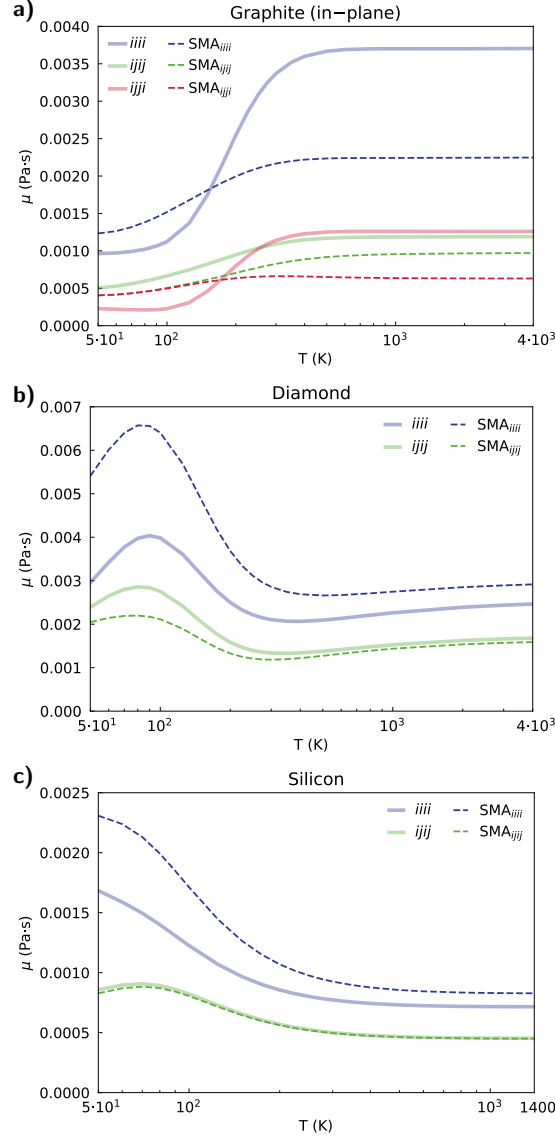 a)
Graphite (in−plane)
0.0040
0.0035
0.0030
0.0025
0.0020
0.0015
0.0010
0.0005
0.0000
μ (Pa·s)
iiii
ijij
ijji
SMAiiii
SMAijij
SMAijji
5·10¹
10²
10³
4·10³
T (K)
b)
Diamond
0.007
0.006
0.005
0.004
0.003
0.002
0.001
0.000
μ (Pa·s)
iiii
ijij
SMAiiii
SMAijij
5·10¹
10²
10³
4·10³
T (K)
c)
Silicon
0.0025
0.0020
0.0015
0.0010
0.0005
0.0000
μ (Pa·s)
iiii
ijij
SMAiiii
SMAijij
5·10¹
10²
10³
1400
T (K)